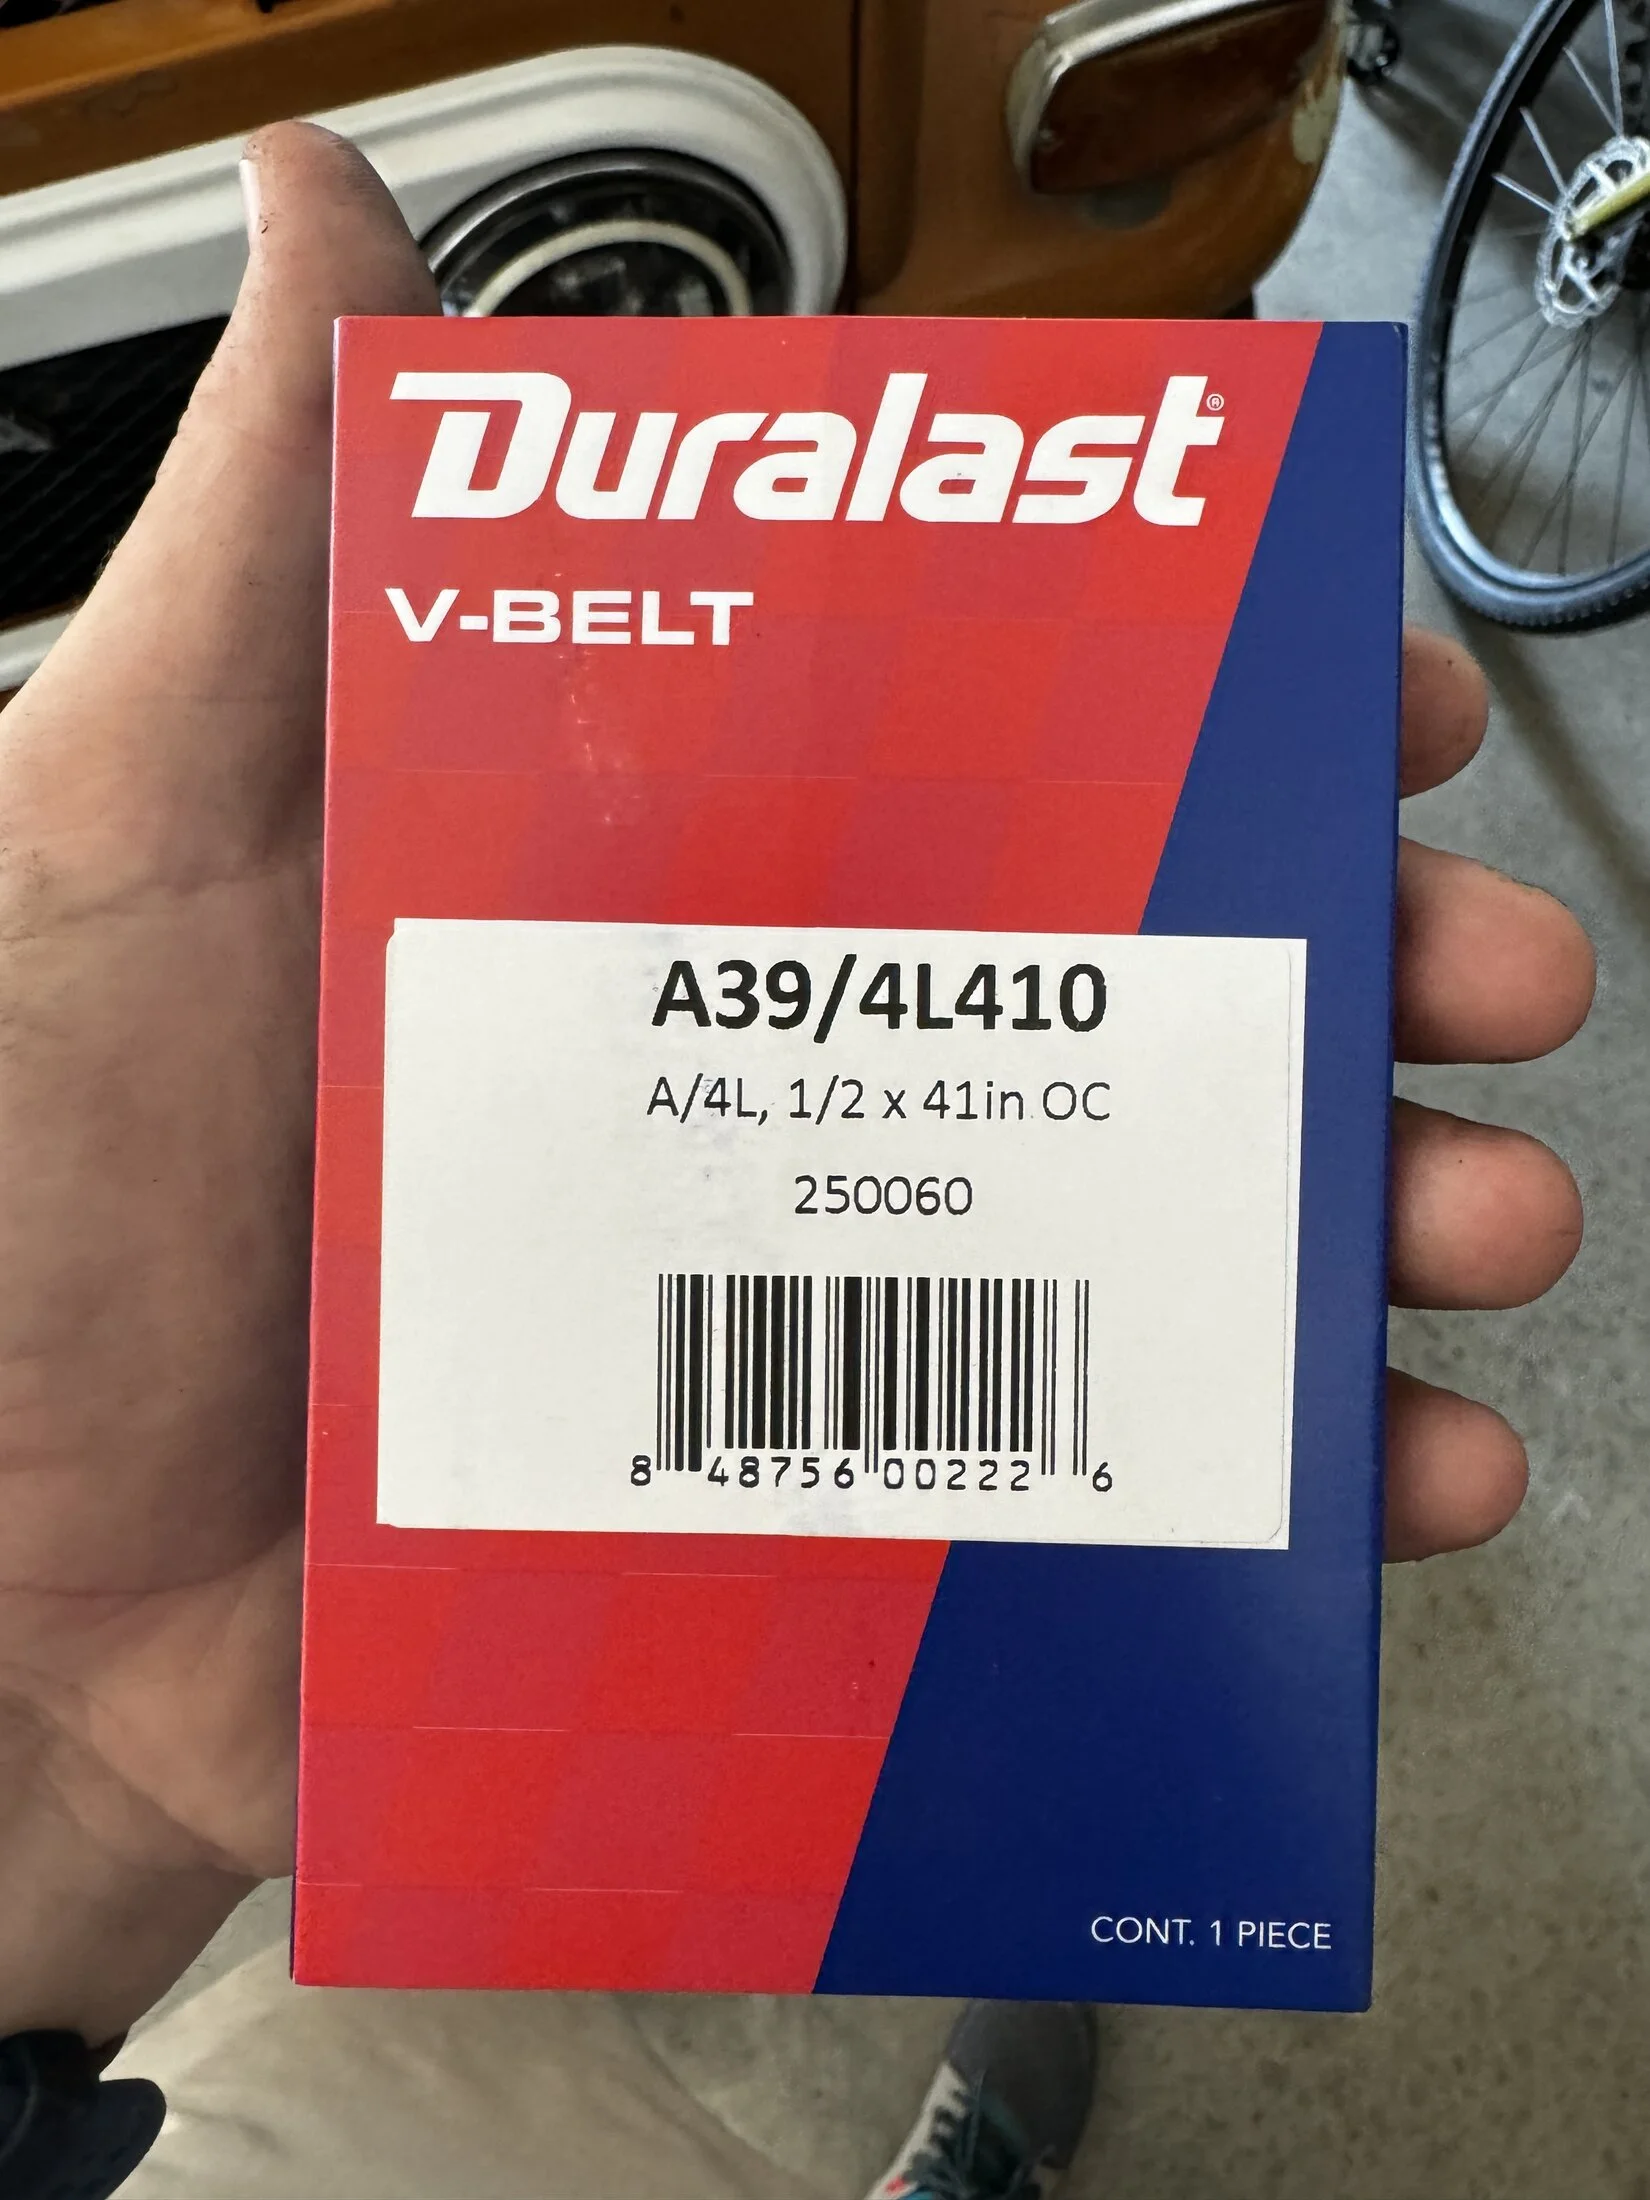 Duralast®
V-BELT
A39/4L410
A/4L, 1/2 x 41in OC
250060
8 48756 00222 6
CONT. 1 PIECE